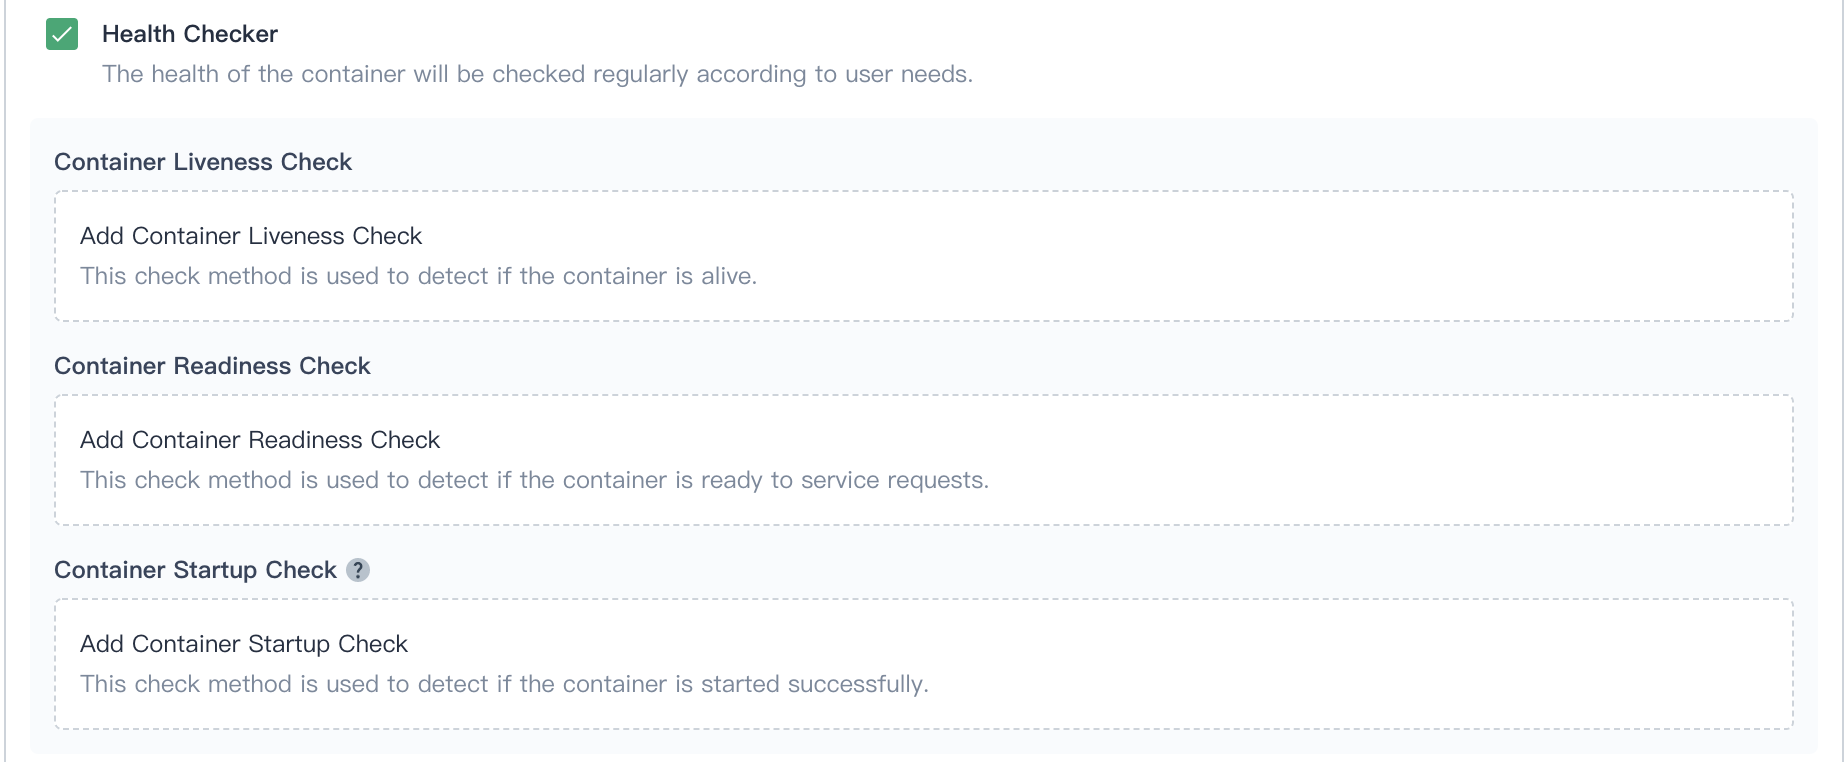 Health Checker
The health of the container will be checked regularly according to user needs.
Container Liveness Check
Add Container Liveness Check
This check method is used to detect if the container is alive.
Container Readiness Check
Add Container Readiness Check
This check method is used to detect if the container is ready to service requests.
Container Startup Check ?
Add Container Startup Check
This check method is used to detect if the container is started successfully.